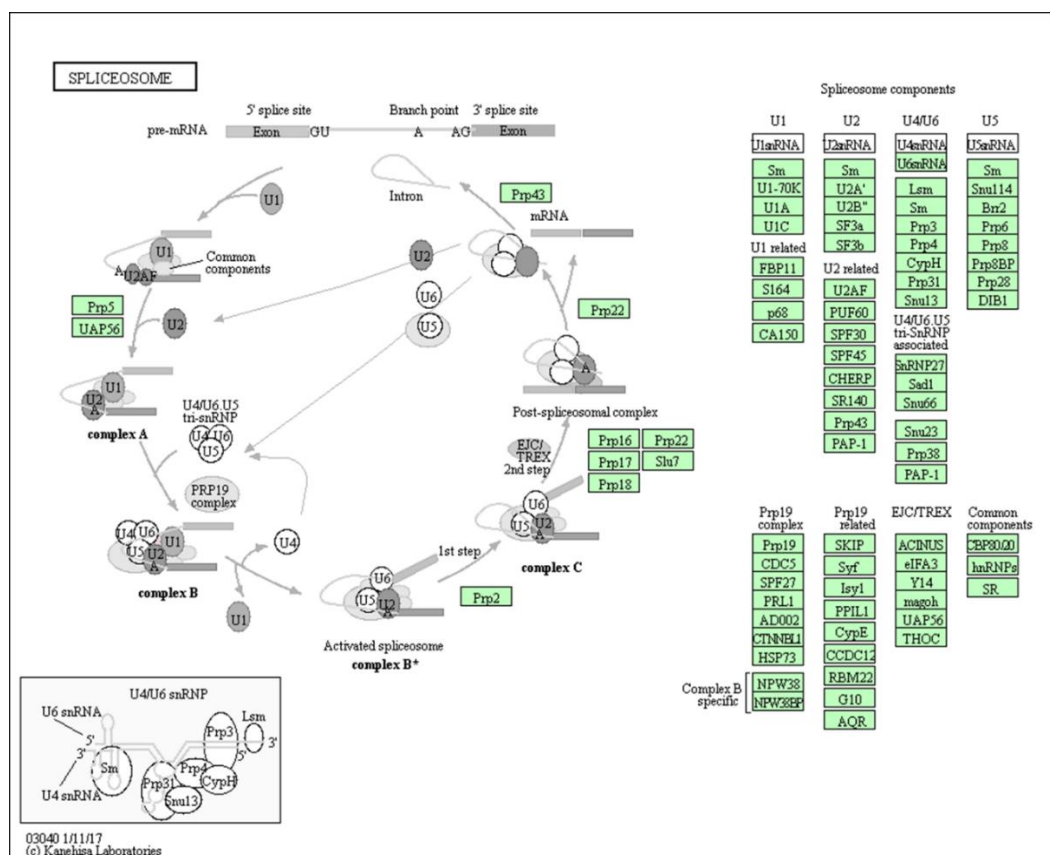 SPLICEOSOME
5' splice site
Branch point
3' splice site
pre-mRNA
Exon
GU
A
AG
Exon
U1
Intron
Prp43
mRNA
U1
A
U2AF
Common
components
U2
U6
U5
Prp5
UAP56
U2
Prp22
U1
U2
A
complex A
U4/U6.U5
tri-snRNP
U4
U6
U5
A
Post-spliceosomal complex
EJC/
TREX
2nd step
Prp16
Prp22
Prp17
Slu7
Prp18
PRP19
complex
U4
U6
U1
U5
U2
A
complex B
U4
U1
U6
U5
U2
A
complex C
1st step
U6
U5
U2
A
Prp2
Activated spliceosome
complex B*
U4/U6 snRNP
U6 snRNA
5'
3'
Sm
U4 snRNA
Prp3
Lsm
3'
5'
Prp4
CypH
Prp31
Snu13
03040 1/11/17
(c) Kanehisa Laboratories
Spliceosome components
U1
U1snRNA
Sm
U1-70K
U1A
U1C
U1 related
FBP11
S164
p68
CA150
U2
U2snRNA
Sm
U2A'
U2B"
SF3a
SF3b
U2 related
U2AF
PUF60
SPF30
SPF45
CHERP
SR140
Prp43
PAP-1
U4/U6
U4snRNA
U6snRNA
Lsm
Sm
Prp3
Prp4
CypH
Prp31
Snu13
U4/U6.U5
tri-SnRNP
associated
SnRNP27
Sad1
Snu66
Snu23
Prp38
PAP-1
U5
U5snRNA
Sm
Snu114
Brr2
Prp6
Prp8
Prp8BP
Prp28
DIB1
Prp19
complex
Prp19
CDC5
SPF27
PRL1
AD002
CTNNBL1
HSP73
Complex B
specific
NPW38
NPW38BP
Prp19
related
SKIP
Syf
Isy1
PPIL1
CypE
CCDC12
RBM22
G10
AQR
EJC/TREX
ACINUS
eIFA3
Y14
magoh
UAP56
THOC
Common
components
CBP80/20
hnRNPs
SR